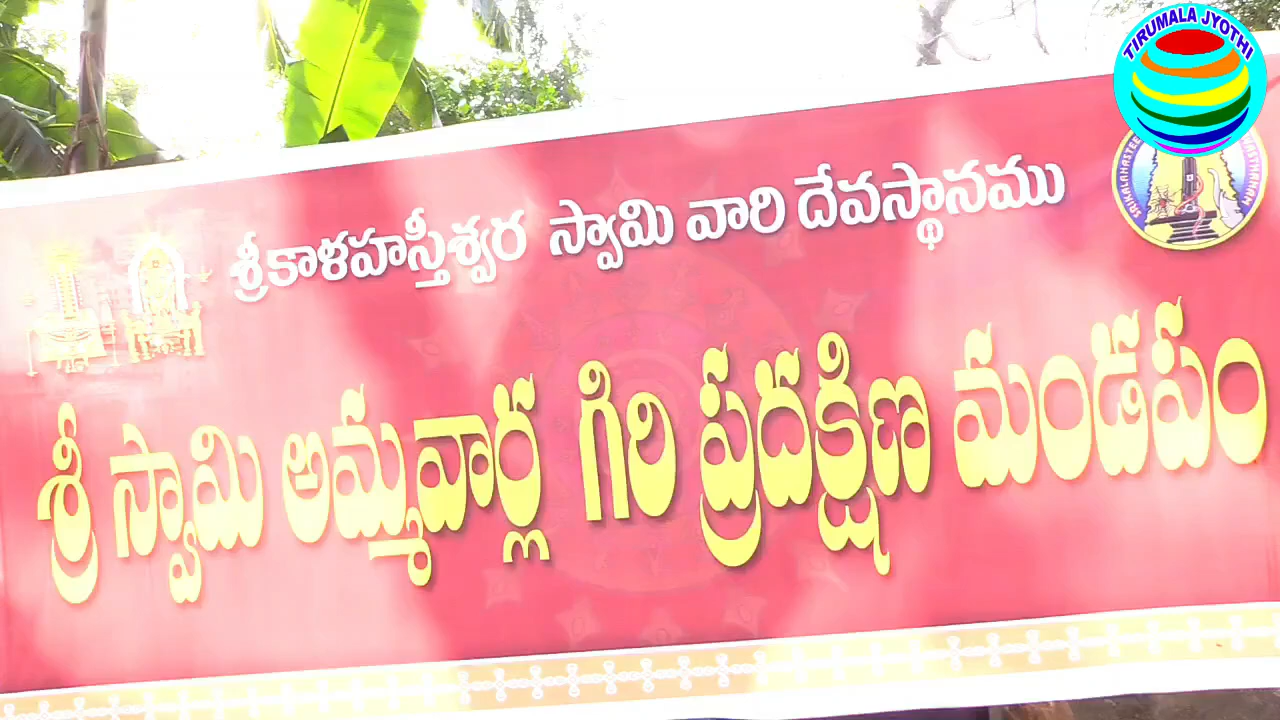 TIRUMALA JYOTHI
శ్రీకాళహస్తీశ్వర స్వామి వారి దేవస్థానము
శ్రీ స్వామి అమ్మవార్ల గిరి ప్రదక్షిణ మండపం